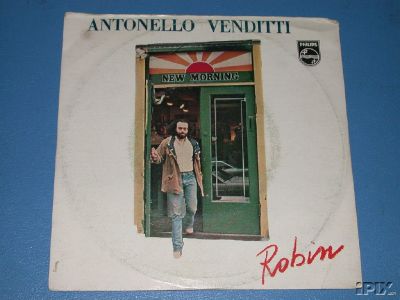 ANTONELLO VENDITTI
PHILIPS
NEW MORNING
Robin
iPIX